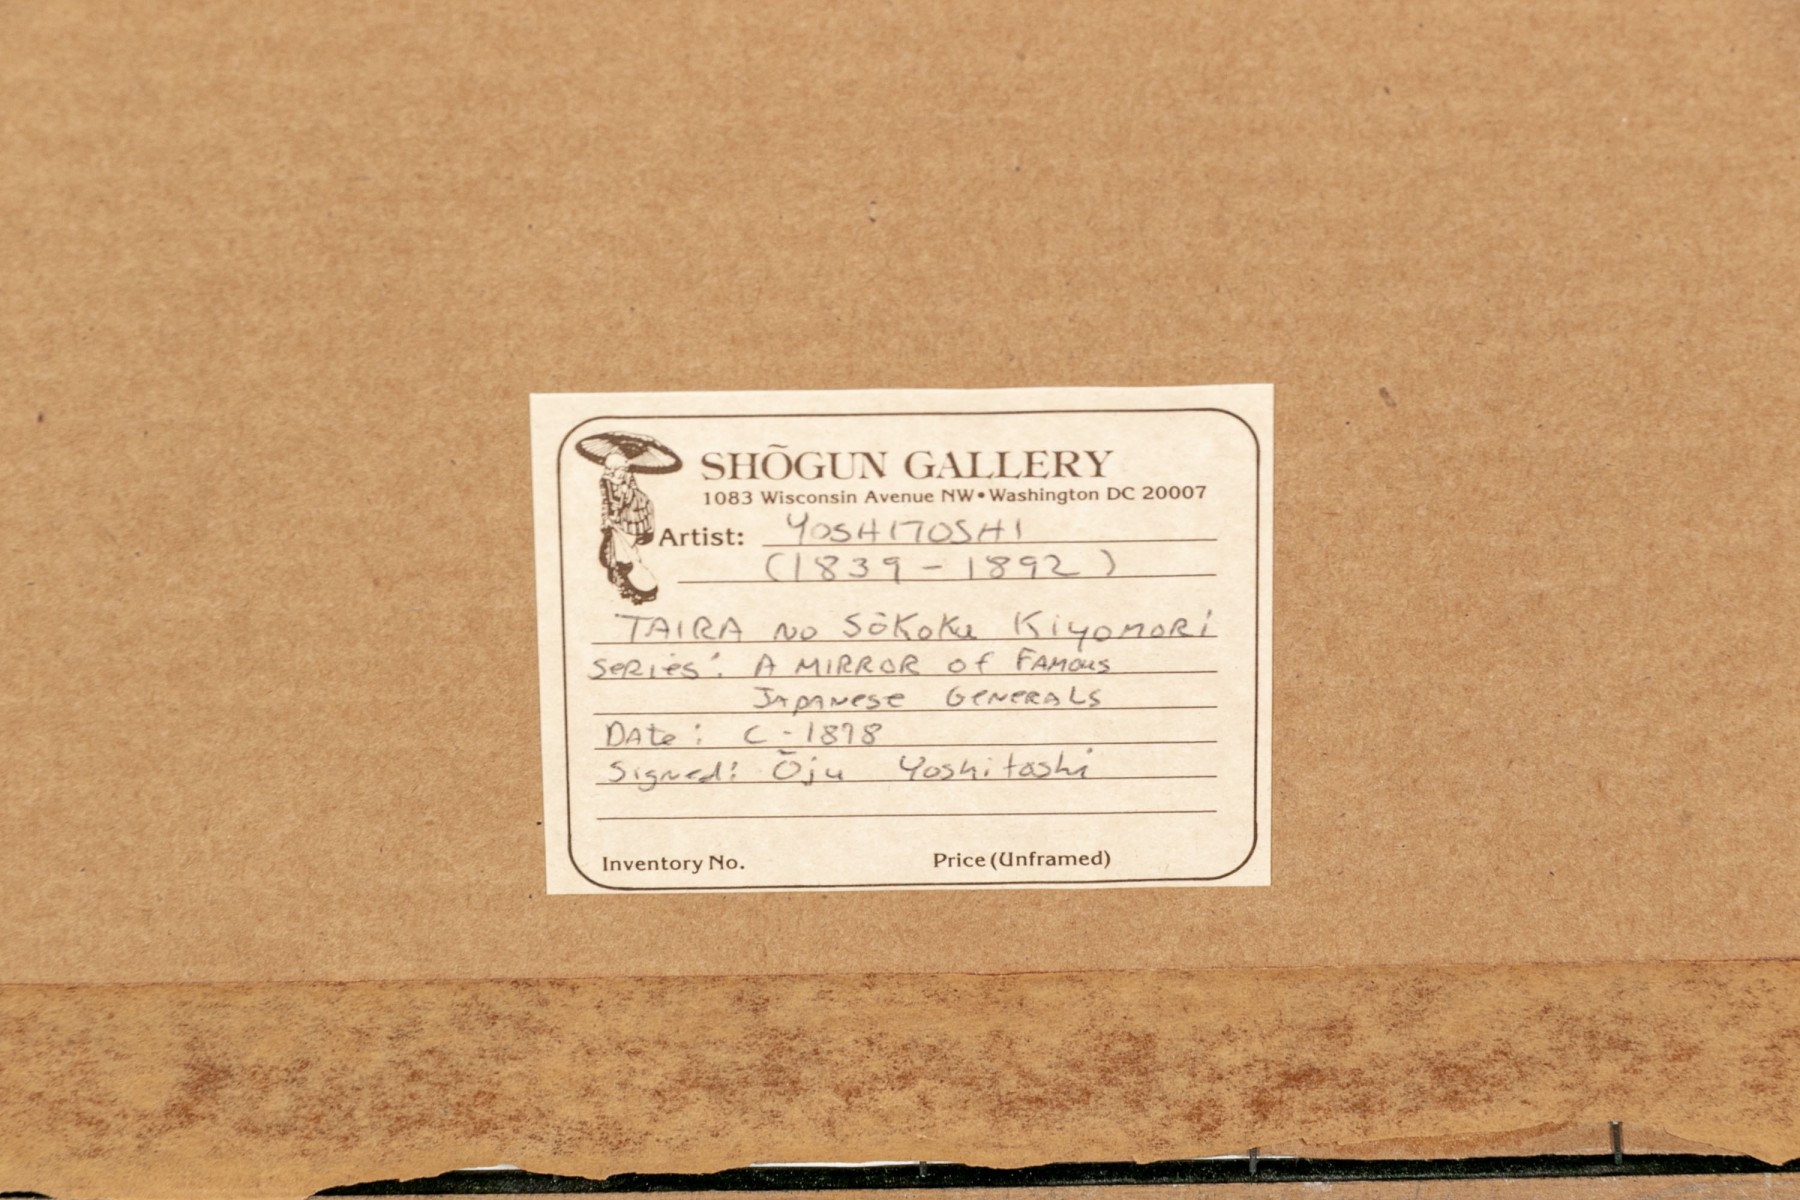 SHŌGUN GALLERY
1083 Wisconsin Avenue NW•Washington DC 20007
Artist: YOSHITOSHI
(1839-1892)
TAIRA no Sōkoku Kiyomori
Series: A MIRROR of FAMous
JAPANese GeNeRALS
DAte: C-1878
Signed: Ōju Yoshitoshi
Inventory No. Price (Unframed)